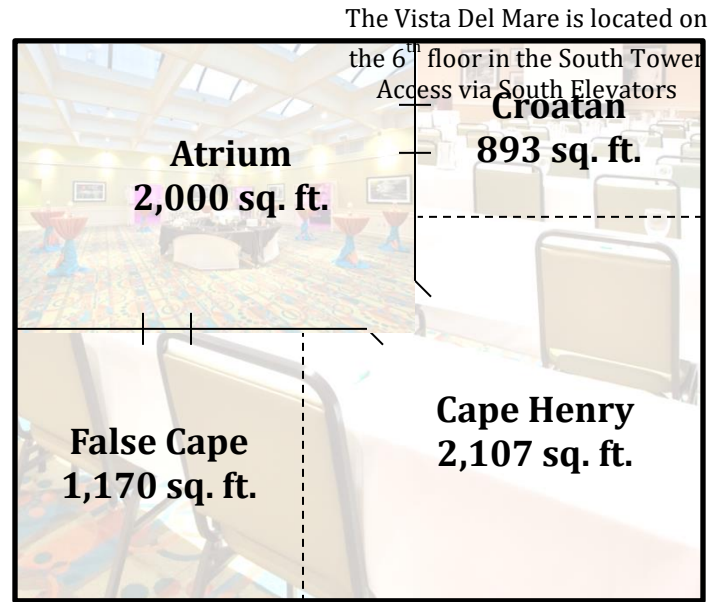 The Vista Del Mare is located on
the 6th floor in the South Tower
Access via South Elevators
Croatan
893 sq. ft.
Atrium
2,000 sq. ft.
Cape Henry
2,107 sq. ft.
False Cape
1,170 sq. ft.